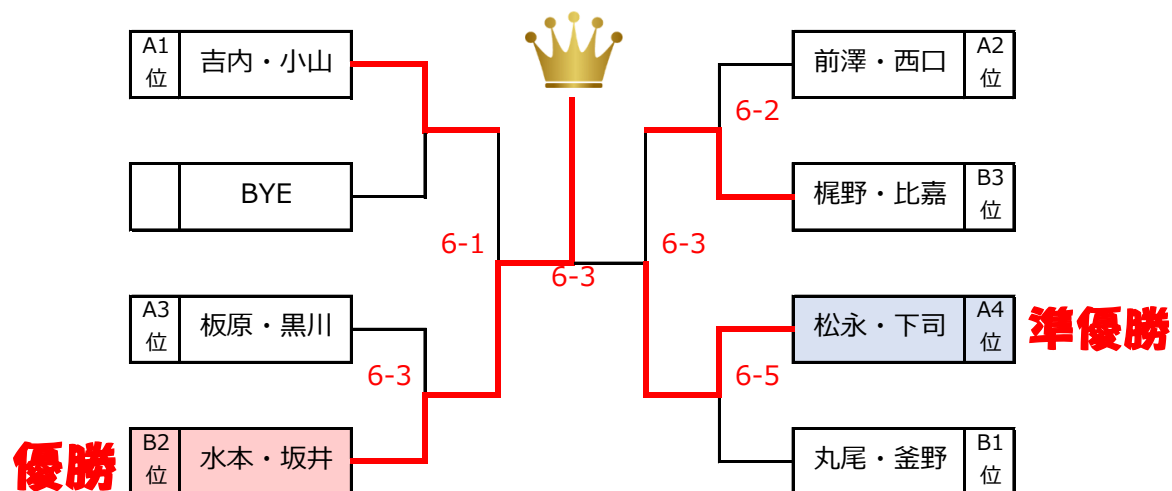 A1
位
吉内・小山
BYE
A3
位
板原・黒川
B2
位
水本・坂井
優勝
6-3
6-1
6-3
6-3
6-2
6-5
前澤・西口
A2
位
梶野・比嘉
B3
位
松永・下司
A4
位
準優勝
丸尾・釜野
B1
位